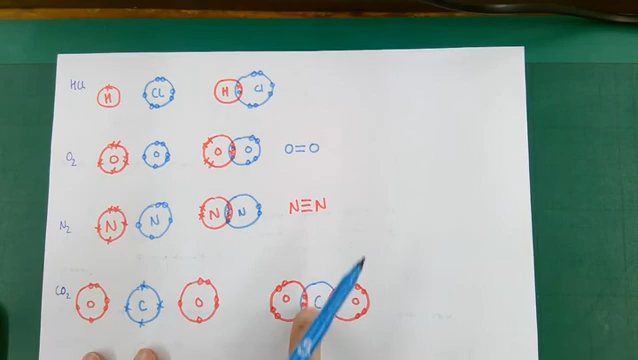 HCl H Cl H Cl
O₂ O O O O O=O
N₂ N N N N N≡N
CO₂ O C O O C O